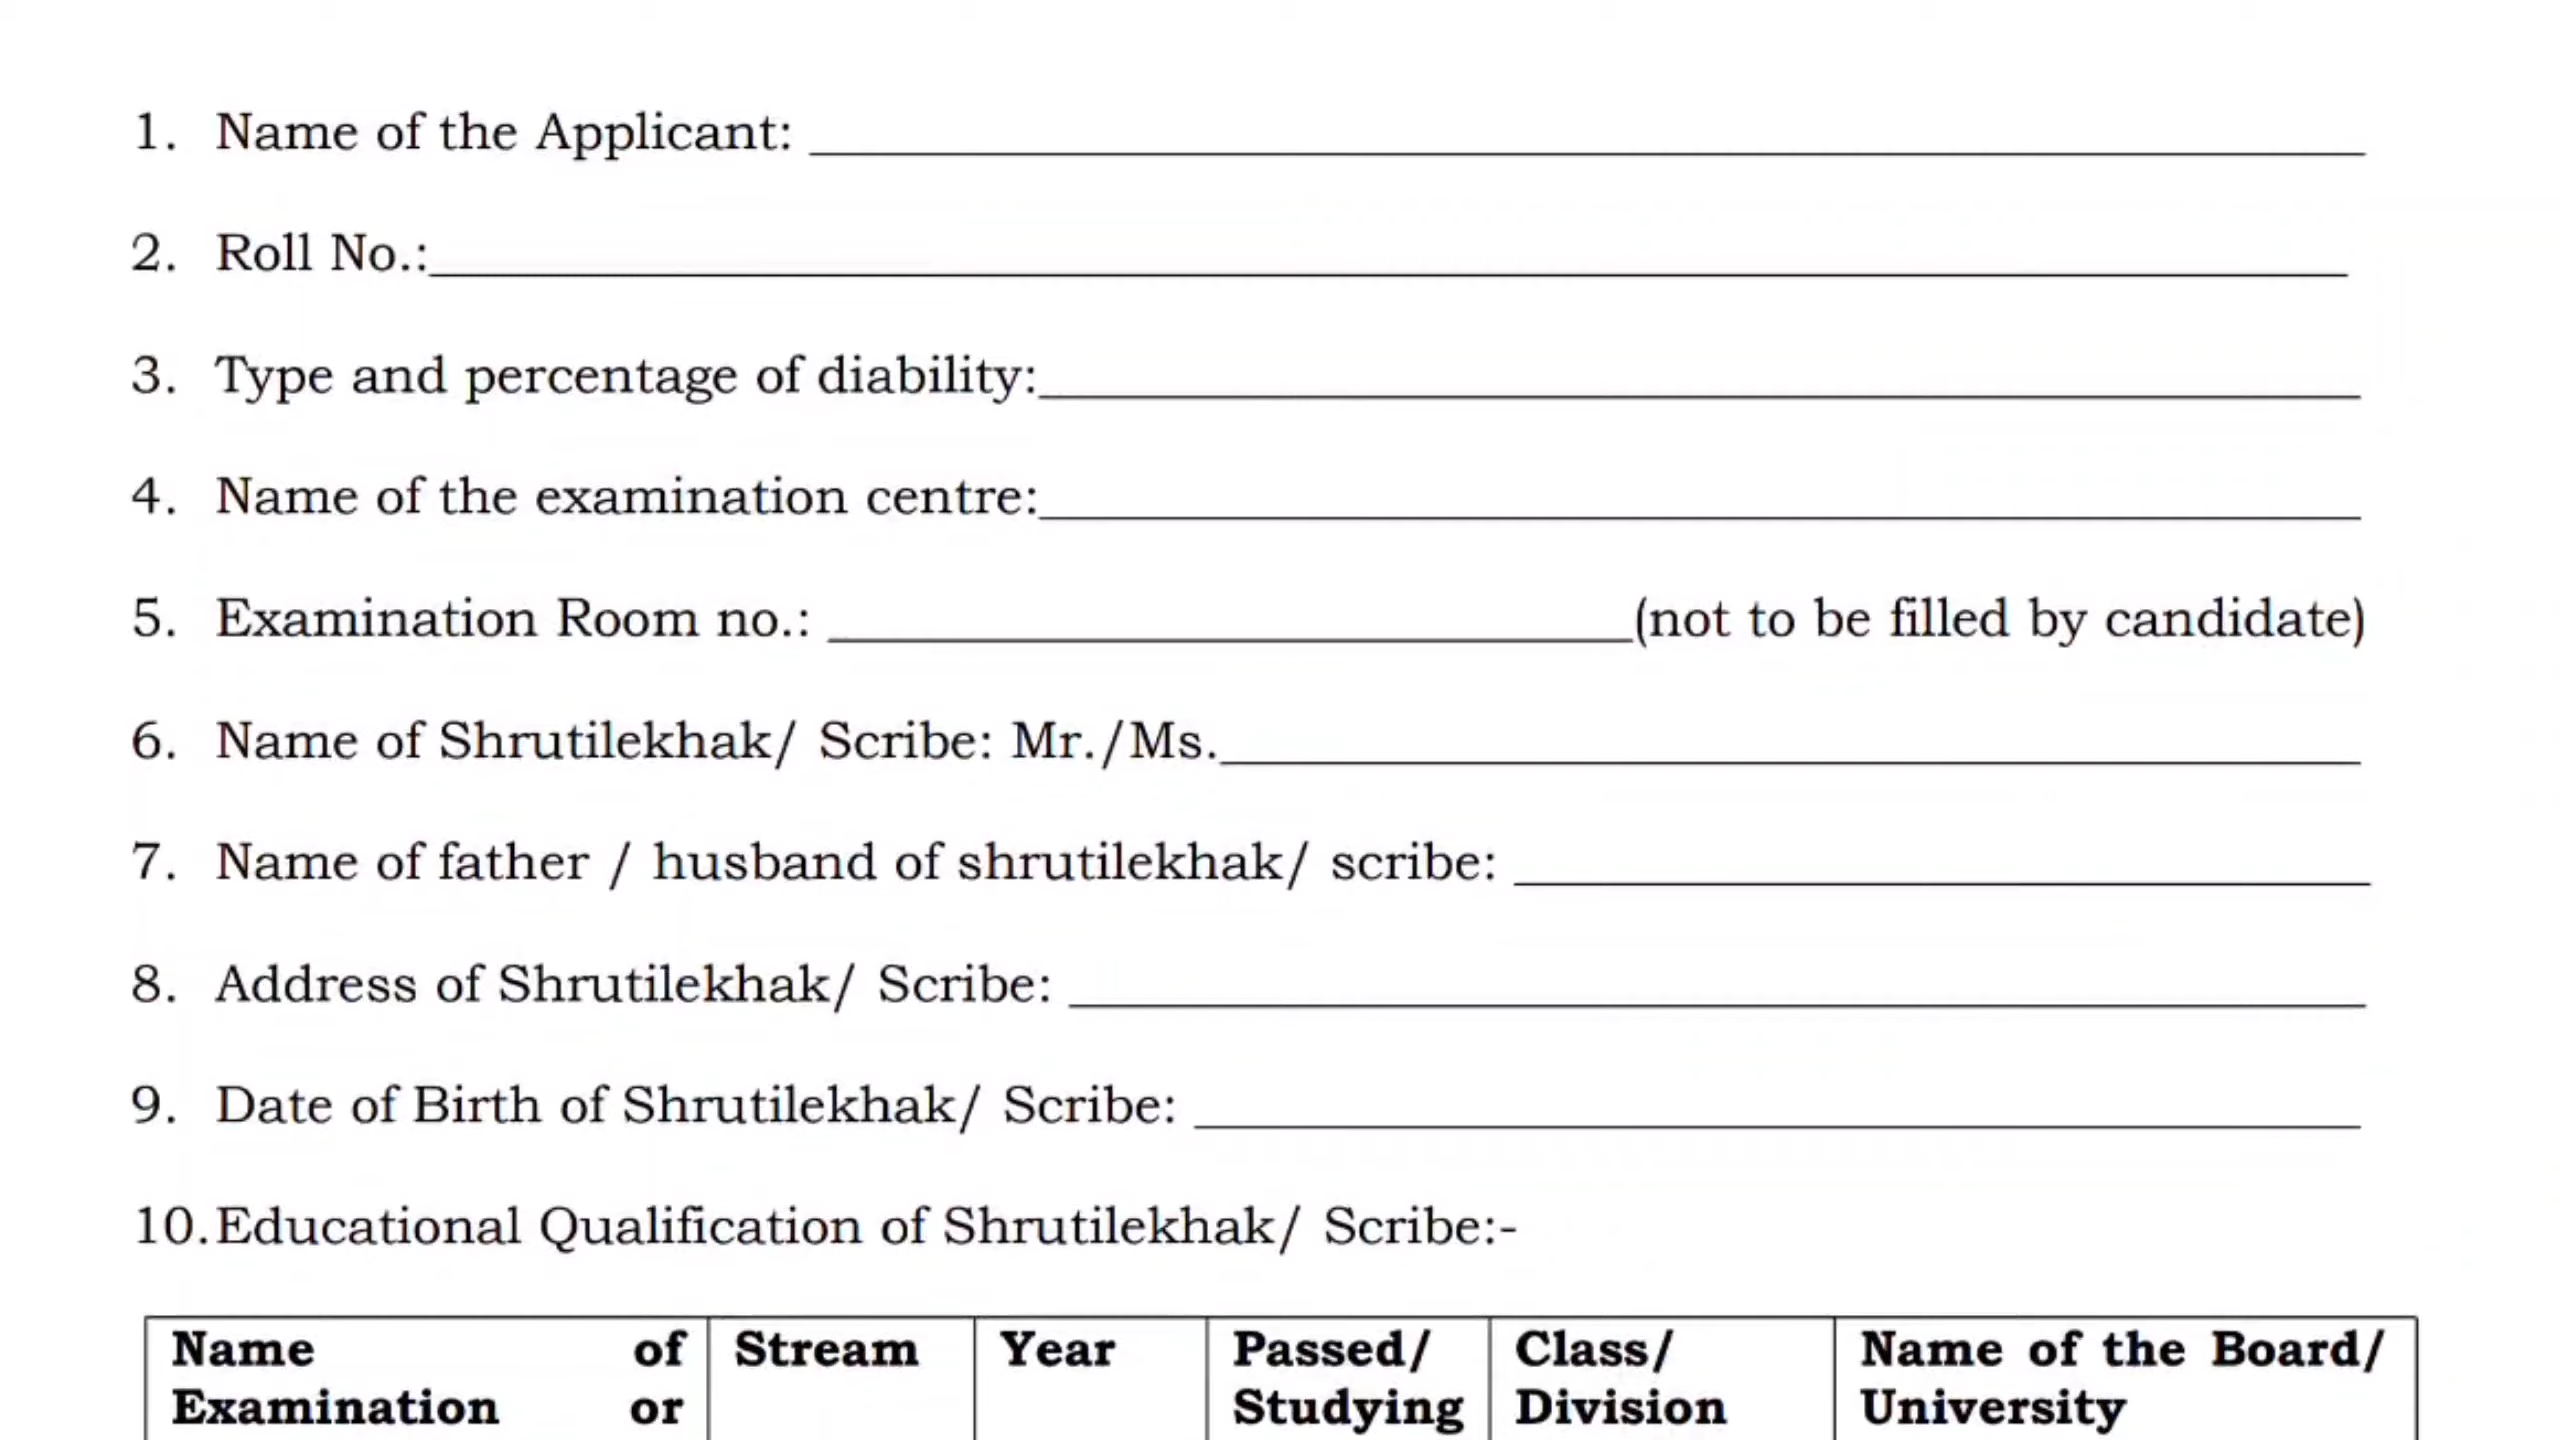 1. Name of the Applicant: ____________________
2. Roll No.:____________________
3. Type and percentage of diability:____________________
4. Name of the examination centre:____________________
5. Examination Room no.: ____________________(not to be filled by candidate)
6. Name of Shrutilekhak/ Scribe: Mr./Ms.____________________
7. Name of father / husband of shrutilekhak/ scribe: ____________________
8. Address of Shrutilekhak/ Scribe: ____________________
9. Date of Birth of Shrutilekhak/ Scribe: ____________________
10. Educational Qualification of Shrutilekhak/ Scribe:-
Name of Stream Year Passed/ Class/ Name of the Board/
Examination or Studying Division University